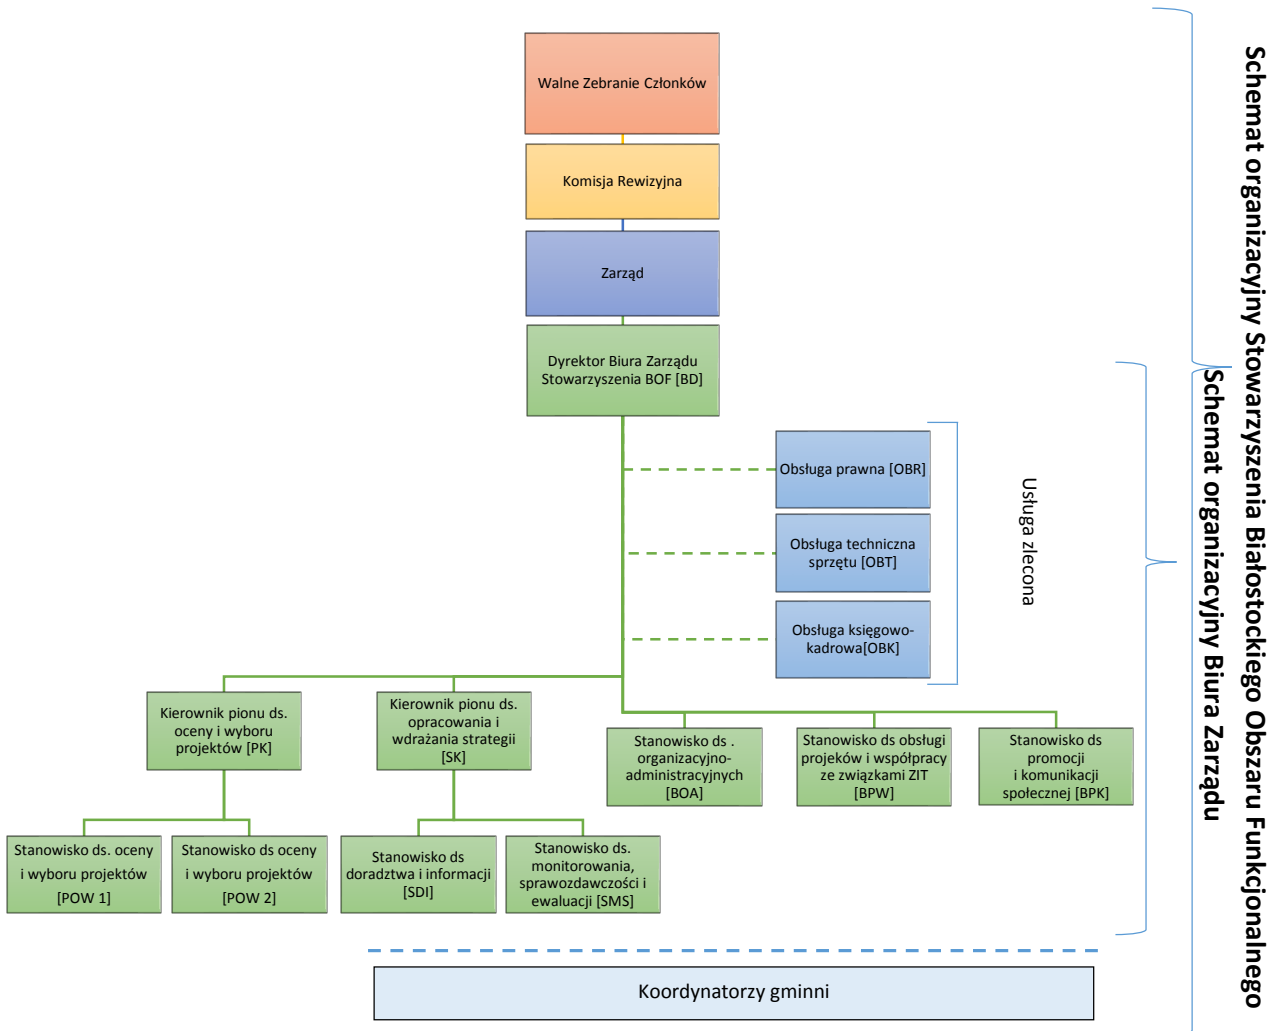 Walne Zebranie Członków
Komisja Rewizyjna
Zarząd
Dyrektor Biura Zarządu
Stowarzyszenia BOF [BD]
Obsługa prawna [OBR]
Obsługa techniczna
sprzętu [OBT]
Obsługa księgowo-
kadrowa[OBK]
Usługa zlecona
Kierownik pionu ds.
oceny i wyboru
projektów [PK]
Kierownik pionu ds.
opracowania i
wdrażania strategii
[SK]
Stanowisko ds .
organizacyjno-
administracyjnych
[BOA]
Stanowisko ds obsługi
projeków i współpracy
ze związkami ZIT
[BPW]
Stanowisko ds
promocji
i komunikacji
społecznej [BPK]
Stanowisko ds. oceny
i wyboru projektów
[POW 1]
Stanowisko ds oceny
i wyboru projektów
[POW 2]
Stanowisko ds
doradztwa i informacji
[SDI]
Stanowisko ds.
monitorowania,
sprawozdawczości i
ewaluacji [SMS]
Koordynatorzy gminni
Schemat organizacyjny Stowarzyszenia Białostockiego Obszaru Funkcjonalnego
Schemat organizacyjny Biura Zarządu